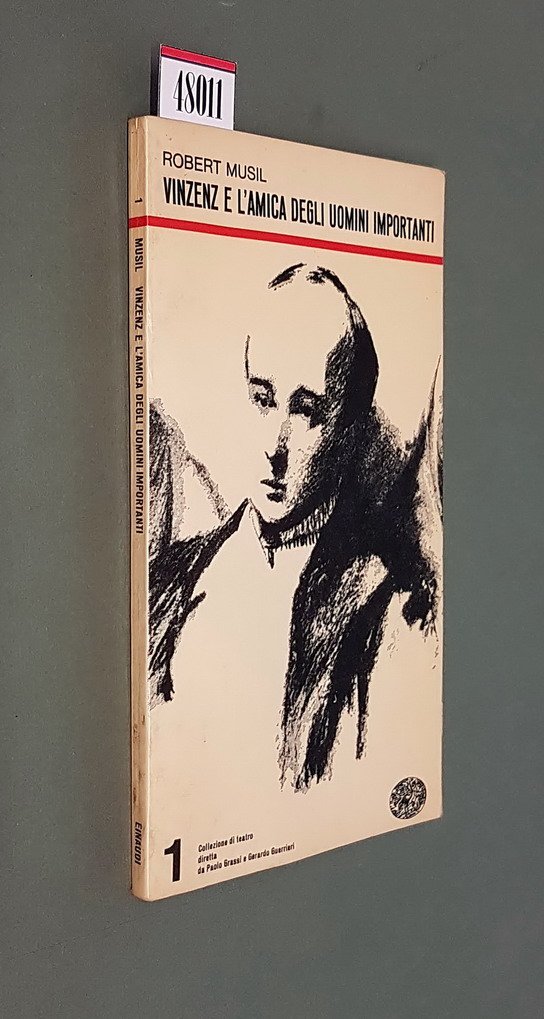 48011
ROBERT MUSIL
VINZENZ E L'AMICA DEGLI UOMINI IMPORTANTI
1 MUSIL VINZENZ E L'AMICA DEGLI UOMINI IMPORTANTI
EINAUDI
1
Collezione di teatro
diretta
da Paolo Grassi e Gerardo Guerrieri